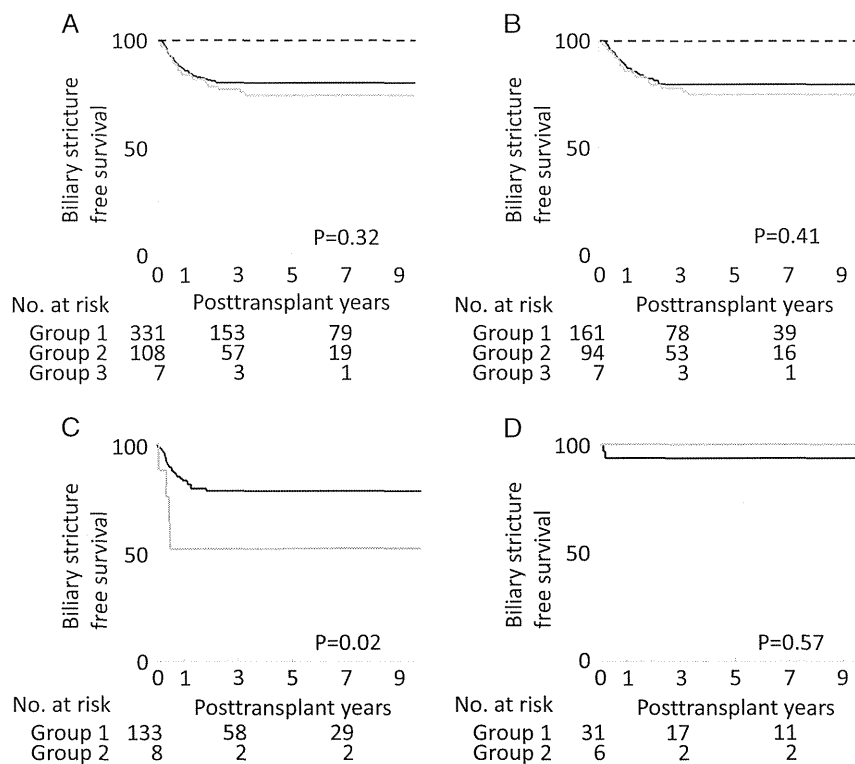 A
100
50
0
Biliary stricture
free survival
P=0.32
0 1 3 5 7 9
No. at risk Posttransplant years
Group 1 331 153 79
Group 2 108 57 19
Group 3 7 3 1
B
100
50
0
Biliary stricture
free survival
P=0.41
0 1 3 5 7 9
No. at risk Posttransplant years
Group 1 161 78 39
Group 2 94 53 16
Group 3 7 3 1
C
100
50
0
Biliary stricture
free survival
P=0.02
0 1 3 5 7 9
No. at risk Posttransplant years
Group 1 133 58 29
Group 2 8 2 2
D
100
50
0
Biliary stricture
free survival
P=0.57
0 1 3 5 7 9
No. at risk Posttransplant years
Group 1 31 17 11
Group 2 6 2 2